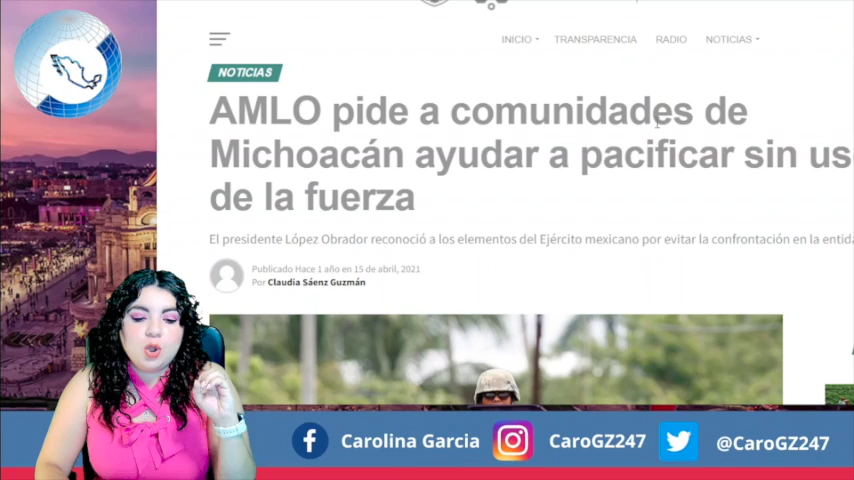 INICIO TRANSPARENCIA RADIO NOTICIAS
NOTICIAS
AMLO pide a comunidades de
Michoacán ayudar a pacificar sin us
de la fuerza
El presidente López Obrador reconoció a los elementos del Ejército mexicano por evitar la confrontación en la entida
Publicado Hace 1 año en 15 de abril, 2021
Por Claudia Sáenz Guzmán
Carolina Garcia CaroGZ247 @CaroGZ247